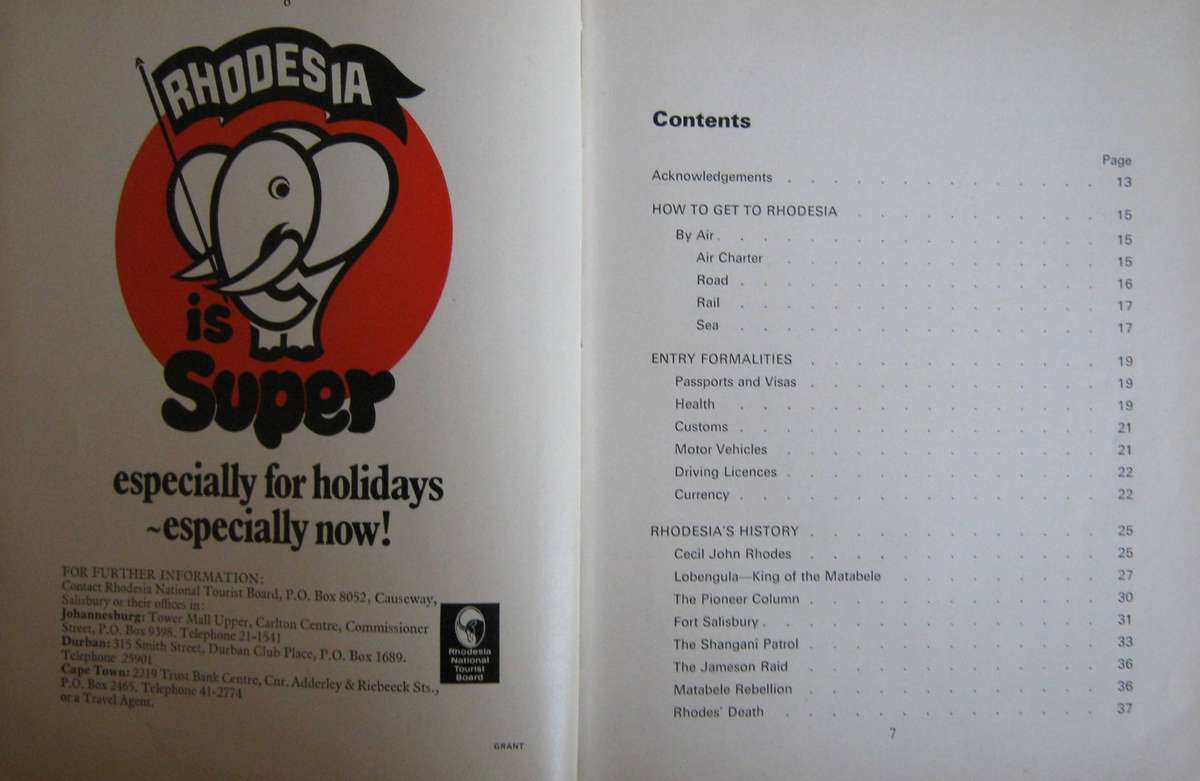 6
RHODESIA
is
Super
especially for holidays
~especially now!
FOR FURTHER INFORMATION:
Contact Rhodesia National Tourist Board, P.O. Box 8052, Causeway,
Salisbury or their offices in:
Johannesburg: Tower Mall Upper, Carlton Centre, Commissioner
Street, P.O. Box 9398. Telephone 21-1541
Durban: 315 Smith Street, Durban Club Place, P.O. Box 1689.
Telephone 25901
Cape Town: 2219 Trust Bank Centre, Cnr. Adderley & Riebeeck Sts.,
P.O. Box 2465. Telephone 41-2774
or a Travel Agent.
Rhodesia
National
Tourist
Board
GRANT
Contents
Page
Acknowledgements . . . . . . . . . . . . . 13
HOW TO GET TO RHODESIA . . . . . . . . . . 15
By Air . . . . . . . . . . . . . . . 15
Air Charter . . . . . . . . . . . . . 15
Road . . . . . . . . . . . . . . 16
Rail . . . . . . . . . . . . . . 17
Sea . . . . . . . . . . . . . . 17
ENTRY FORMALITIES . . . . . . . . . . . . 19
Passports and Visas . . . . . . . . . . . . 19
Health . . . . . . . . . . . . . . 19
Customs . . . . . . . . . . . . . . 21
Motor Vehicles . . . . . . . . . . . . 21
Driving Licences . . . . . . . . . . . . 22
Currency . . . . . . . . . . . . . . 22
RHODESIA'S HISTORY . . . . . . . . . . . . 25
Cecil John Rhodes . . . . . . . . . . . . 25
Lobengula—King of the Matabele . . . . . . . . 27
The Pioneer Column . . . . . . . . . . . . 30
Fort Salisbury . . . . . . . . . . . . . 31
The Shangani Patrol . . . . . . . . . . . . 33
The Jameson Raid . . . . . . . . . . . . 36
Matabele Rebellion . . . . . . . . . . . . 36
Rhodes' Death . . . . . . . . . . . . . 37
7